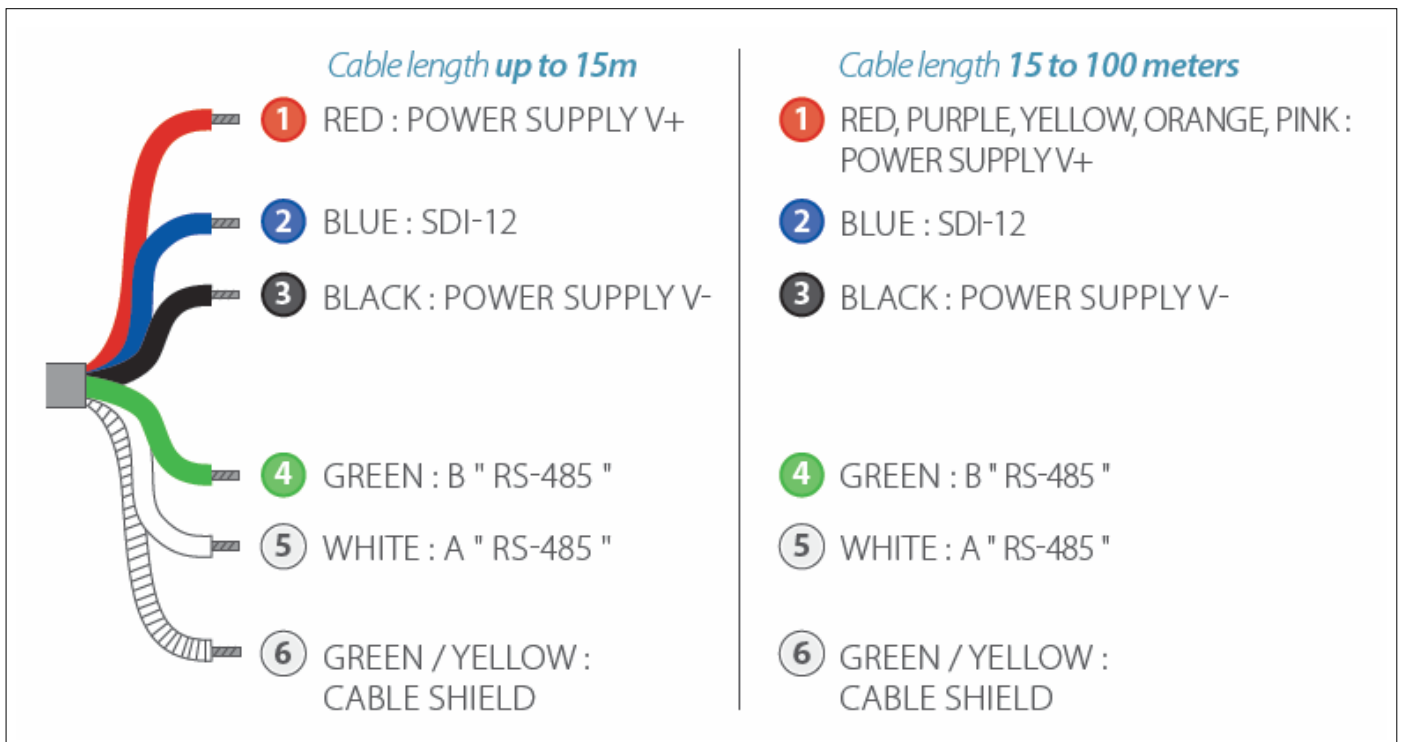 Cable length up to 15m
1 RED : POWER SUPPLY V+
2 BLUE : SDI-12
3 BLACK : POWER SUPPLY V-
4 GREEN : B " RS-485 "
5 WHITE : A " RS-485 "
6 GREEN / YELLOW :
CABLE SHIELD
Cable length 15 to 100 meters
1 RED, PURPLE, YELLOW, ORANGE, PINK :
POWER SUPPLY V+
2 BLUE : SDI-12
3 BLACK : POWER SUPPLY V-
4 GREEN : B " RS-485 "
5 WHITE : A " RS-485 "
6 GREEN / YELLOW :
CABLE SHIELD